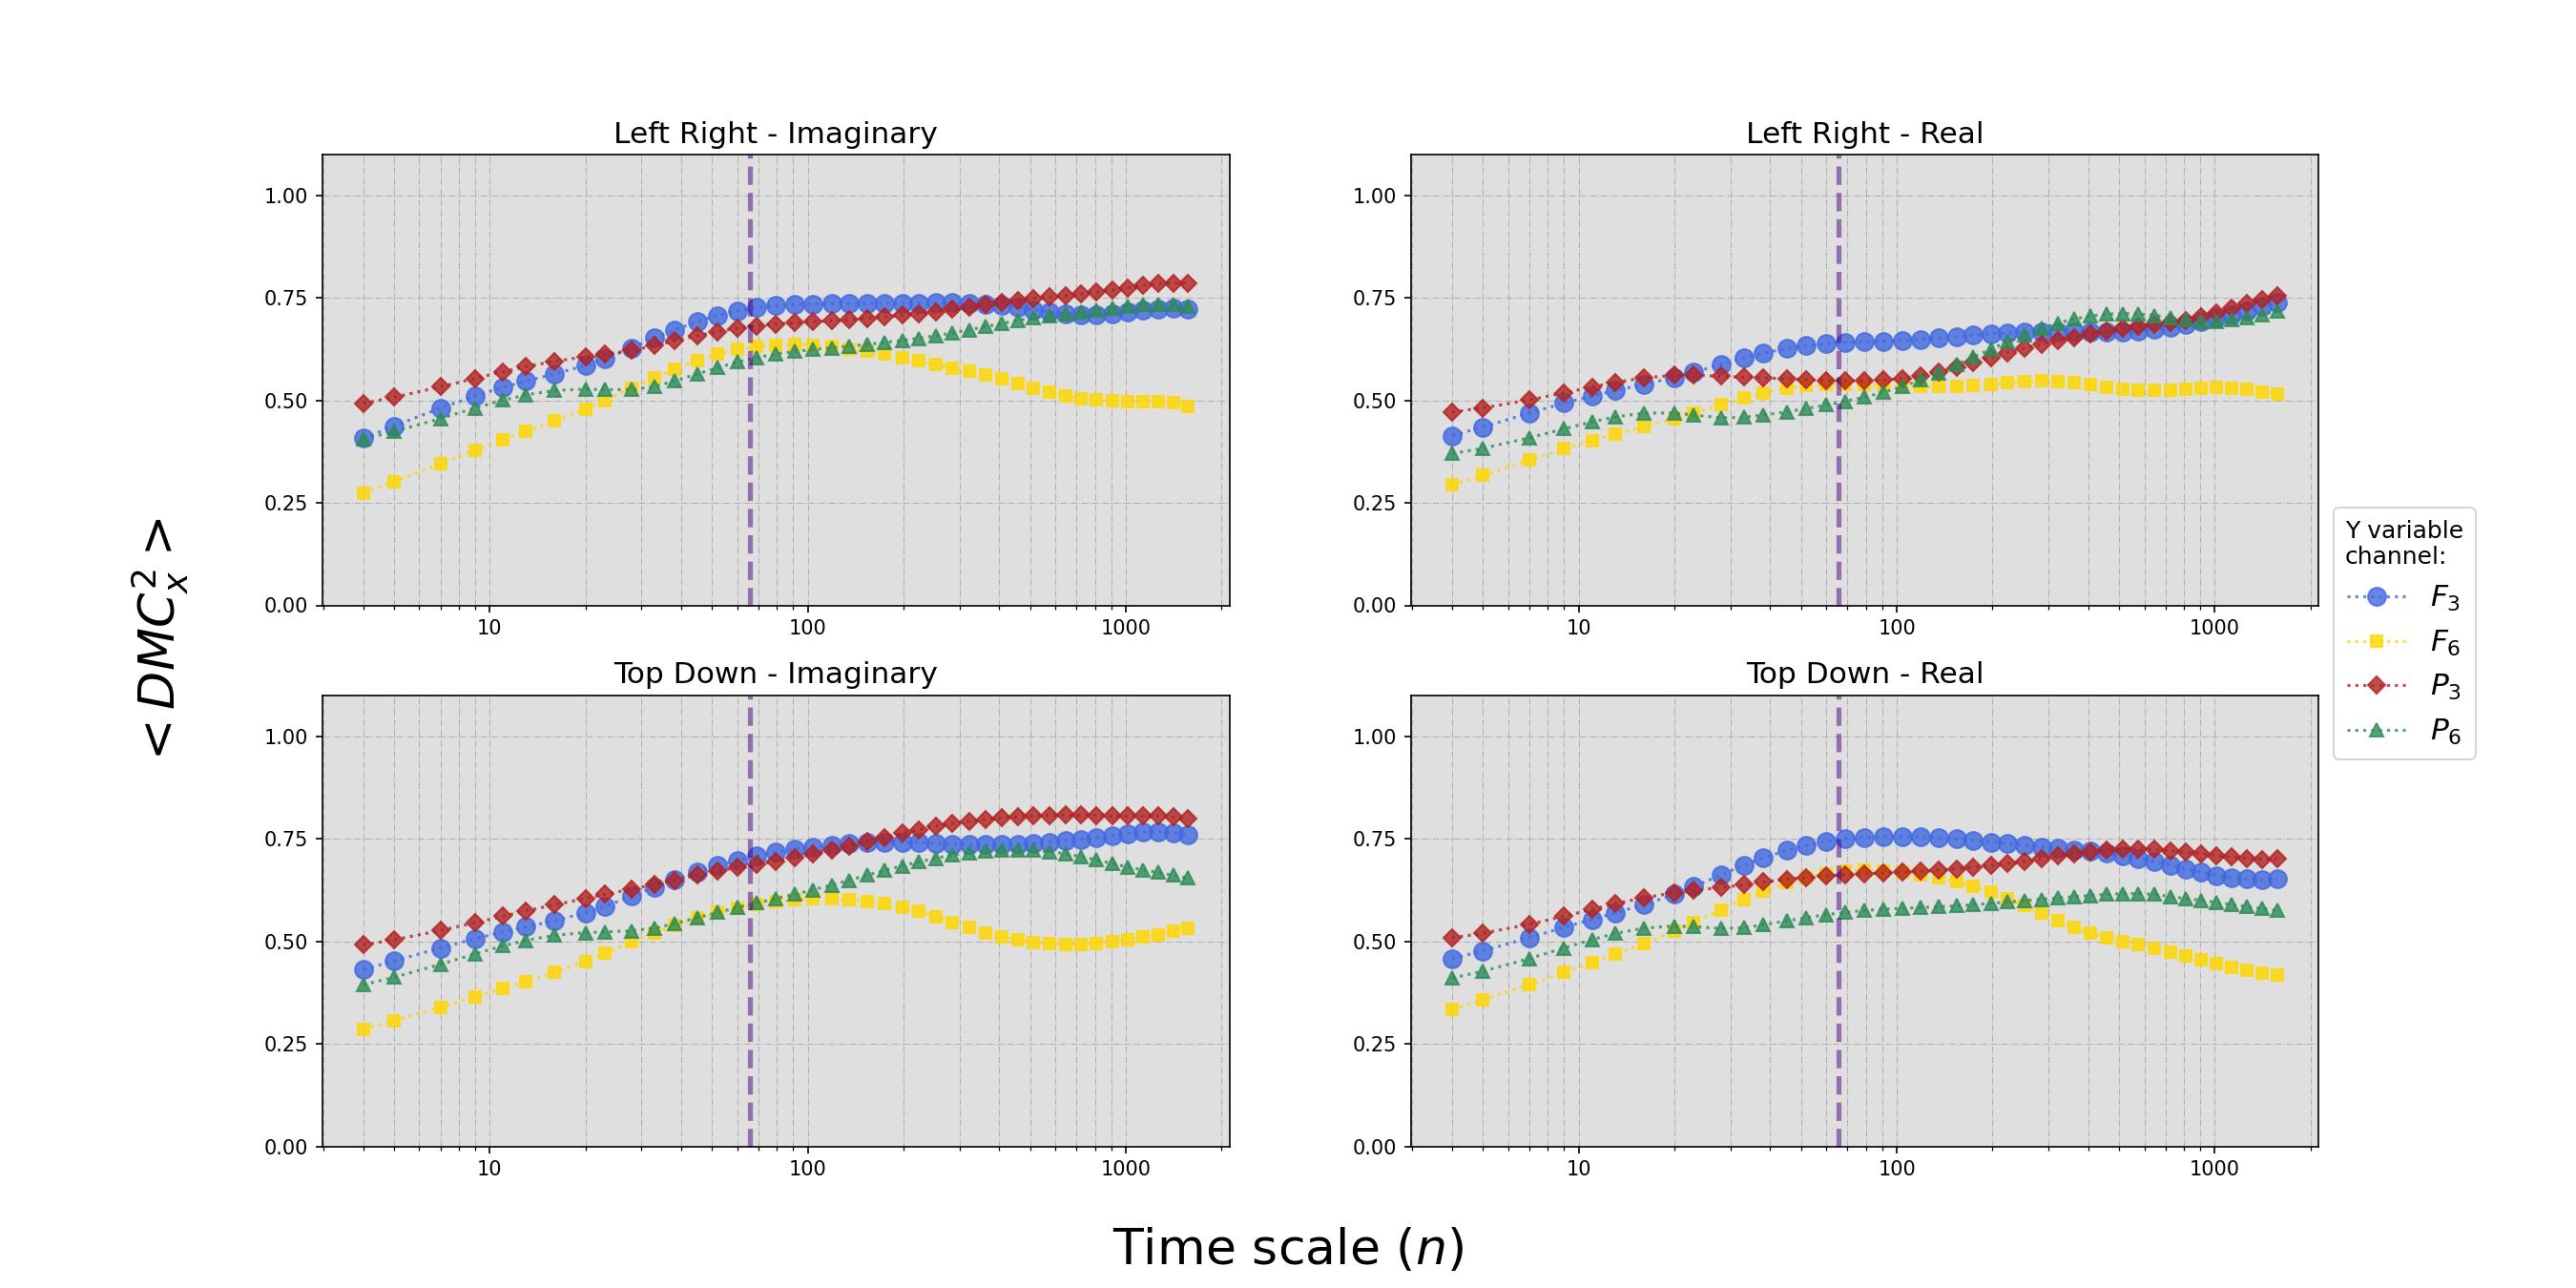 Left Right - Imaginary
1.00
0.75
0.50
0.25
0.00
10 100 1000
Left Right - Real
1.00
0.75
0.50
0.25
0.00
10 100 1000
Top Down - Imaginary
1.00
0.75
0.50
0.25
0.00
10 100 1000
Top Down - Real
1.00
0.75
0.50
0.25
0.00
10 100 1000
< DMC²ₓ >
Time scale (n)
Y variable
channel:
F₃
F₆
P₃
P₆